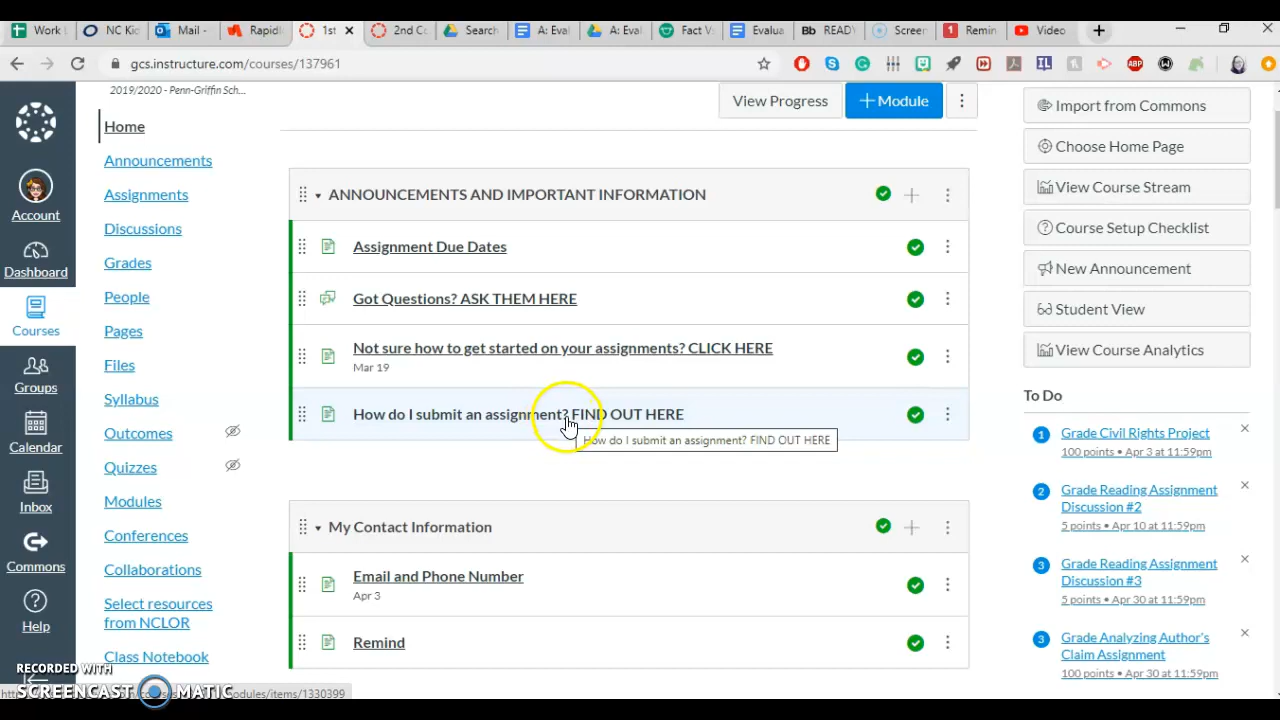 Work
NC Kic
Mail -
Rapidl
1st
2nd Co
Search
A: Eval
A: Eval
Fact V
Evalua
Bb READY
Screen
Remin
Video
gcs.instructure.com/courses/137961
2019/2020 - Penn-Griffin Sch...
View Progress
+ Module
Home
Announcements
Assignments
Discussions
Grades
People
Pages
Files
Syllabus
Outcomes
Quizzes
Modules
Conferences
Collaborations
Select resources
from NCLOR
Class Notebook
Account
Dashboard
Courses
Groups
Calendar
Inbox
Commons
Help
ANNOUNCEMENTS AND IMPORTANT INFORMATION
Assignment Due Dates
Got Questions? ASK THEM HERE
Not sure how to get started on your assignments? CLICK HERE
Mar 19
How do I submit an assignment? FIND OUT HERE
How do I submit an assignment? FIND OUT HERE
My Contact Information
Email and Phone Number
Apr 3
Remind
Import from Commons
Choose Home Page
View Course Stream
Course Setup Checklist
New Announcement
Student View
View Course Analytics
To Do
1 Grade Civil Rights Project
100 points • Apr 3 at 11:59pm
2 Grade Reading Assignment
Discussion #2
5 points • Apr 10 at 11:59pm
3 Grade Reading Assignment
Discussion #3
5 points • Apr 30 at 11:59pm
3 Grade Analyzing Author's
Claim Assignment
100 points • Apr 30 at 11:59pm
RECORDED WITH
SCREENCAST MATIC
odules/items/1330399